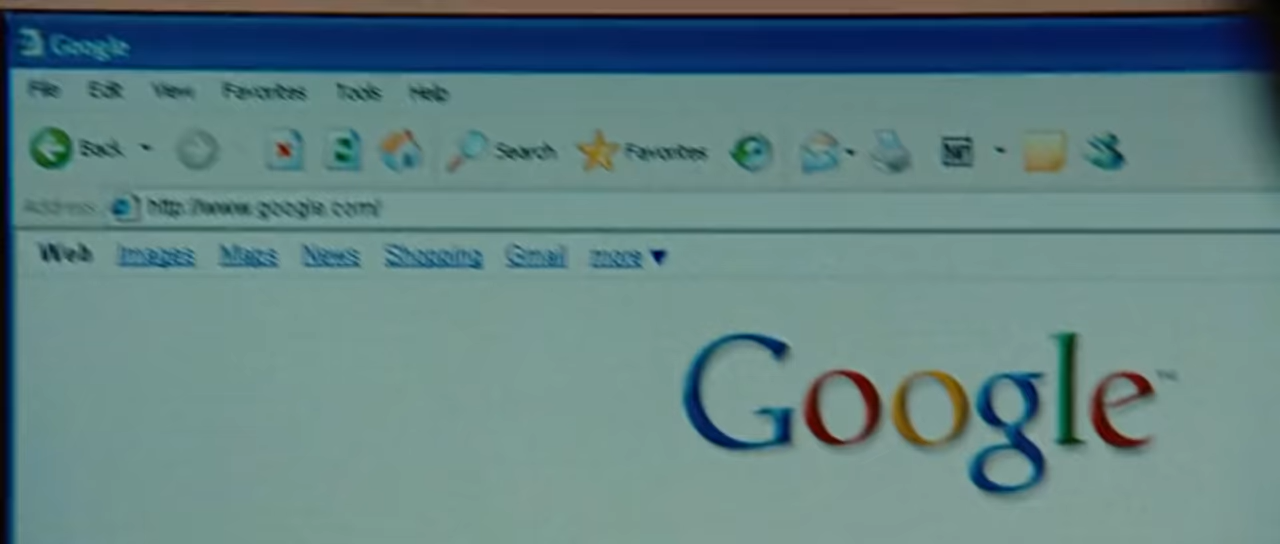 Google
File Edit View Favorites Tools Help
Back Search Favorites
Address http://www.google.com/
Web Images Maps News Shopping Gmail more ▼
Google™